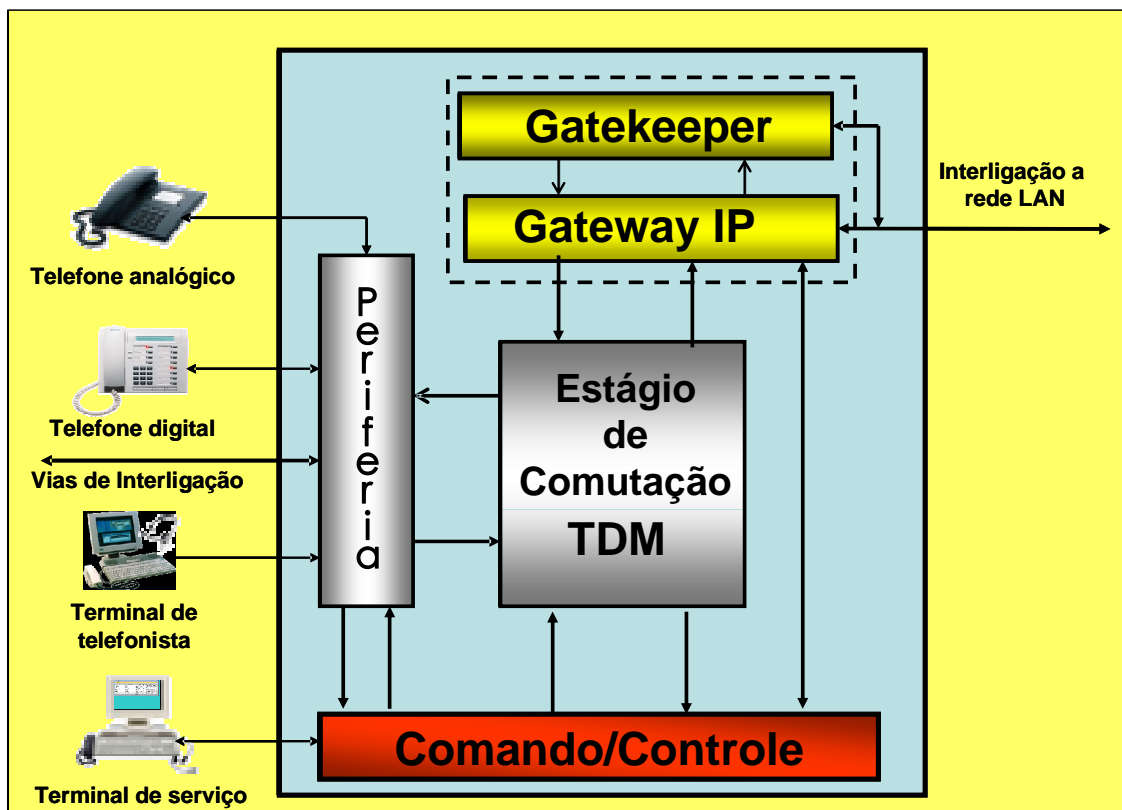 Gatekeeper
Gateway IP
Interligação a
rede LAN
Telefone analógico
Periferia
Estágio
de
Comutação
TDM
Telefone digital
Vias de Interligação
Terminal de
telefonista
Comando/Controle
Terminal de serviço